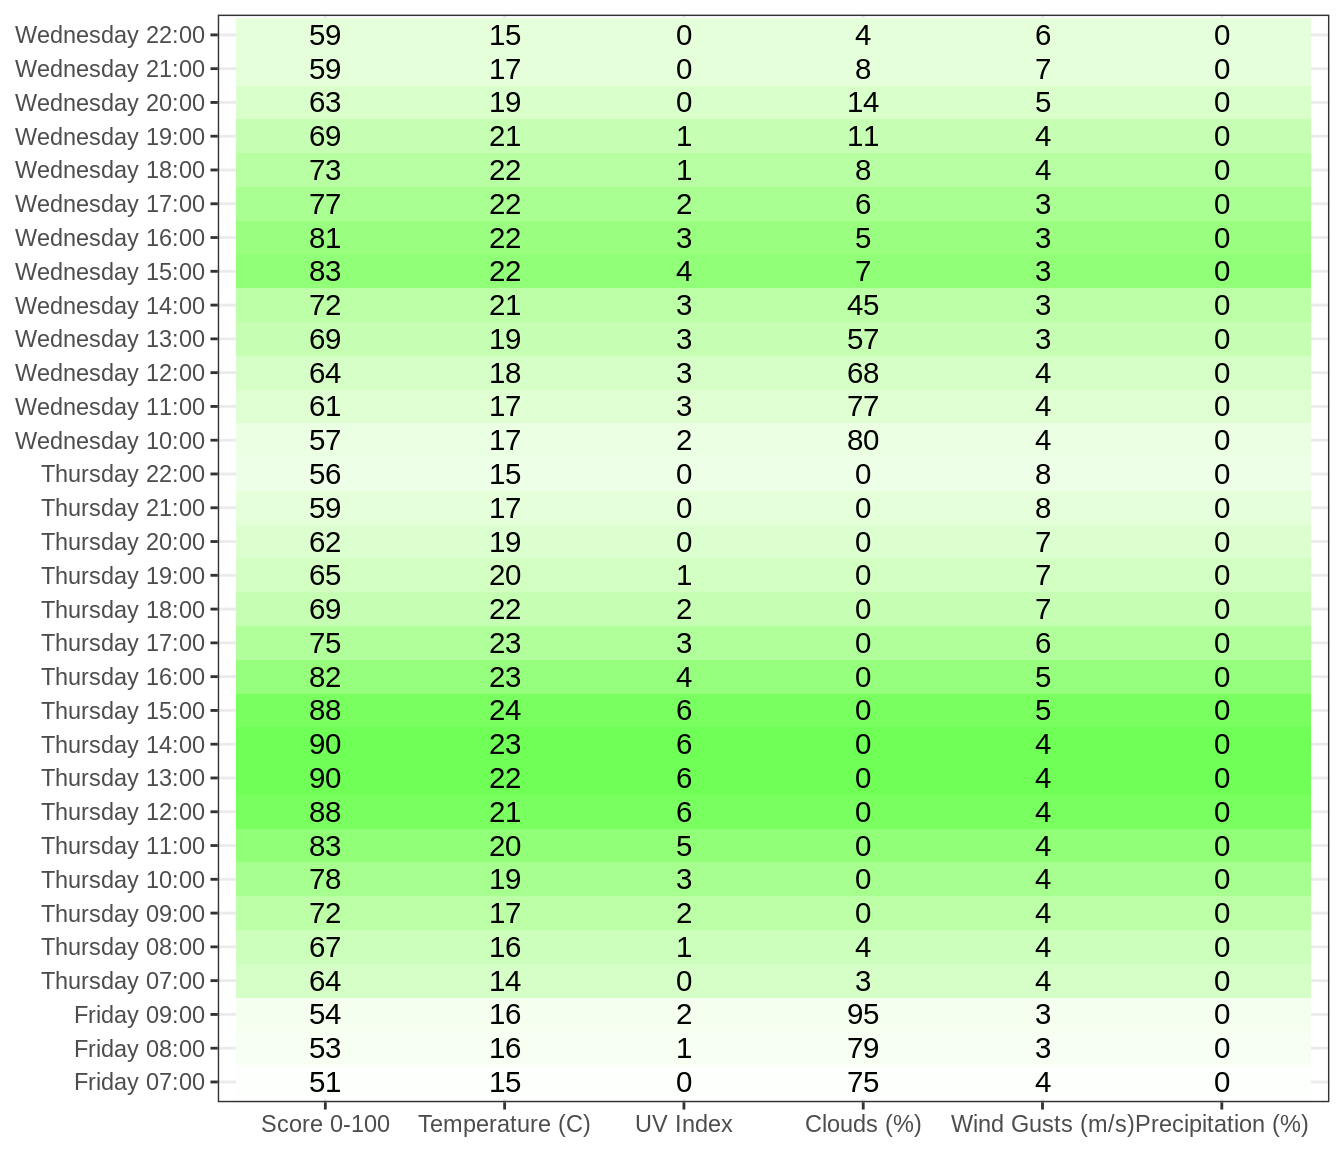 Wednesday 22:00 59 15 0 4 6 0
Wednesday 21:00 59 17 0 8 7 0
Wednesday 20:00 63 19 0 14 5 0
Wednesday 19:00 69 21 1 11 4 0
Wednesday 18:00 73 22 1 8 4 0
Wednesday 17:00 77 22 2 6 3 0
Wednesday 16:00 81 22 3 5 3 0
Wednesday 15:00 83 22 4 7 3 0
Wednesday 14:00 72 21 3 45 3 0
Wednesday 13:00 69 19 3 57 3 0
Wednesday 12:00 64 18 3 68 4 0
Wednesday 11:00 61 17 3 77 4 0
Wednesday 10:00 57 17 2 80 4 0
Thursday 22:00 56 15 0 0 8 0
Thursday 21:00 59 17 0 0 8 0
Thursday 20:00 62 19 0 0 7 0
Thursday 19:00 65 20 1 0 7 0
Thursday 18:00 69 22 2 0 7 0
Thursday 17:00 75 23 3 0 6 0
Thursday 16:00 82 23 4 0 5 0
Thursday 15:00 88 24 6 0 5 0
Thursday 14:00 90 23 6 0 4 0
Thursday 13:00 90 22 6 0 4 0
Thursday 12:00 88 21 6 0 4 0
Thursday 11:00 83 20 5 0 4 0
Thursday 10:00 78 19 3 0 4 0
Thursday 09:00 72 17 2 0 4 0
Thursday 08:00 67 16 1 4 4 0
Thursday 07:00 64 14 0 3 4 0
Friday 09:00 54 16 2 95 3 0
Friday 08:00 53 16 1 79 3 0
Friday 07:00 51 15 0 75 4 0
Score 0-100 Temperature (C) UV Index Clouds (%) Wind Gusts (m/s) Precipitation (%)